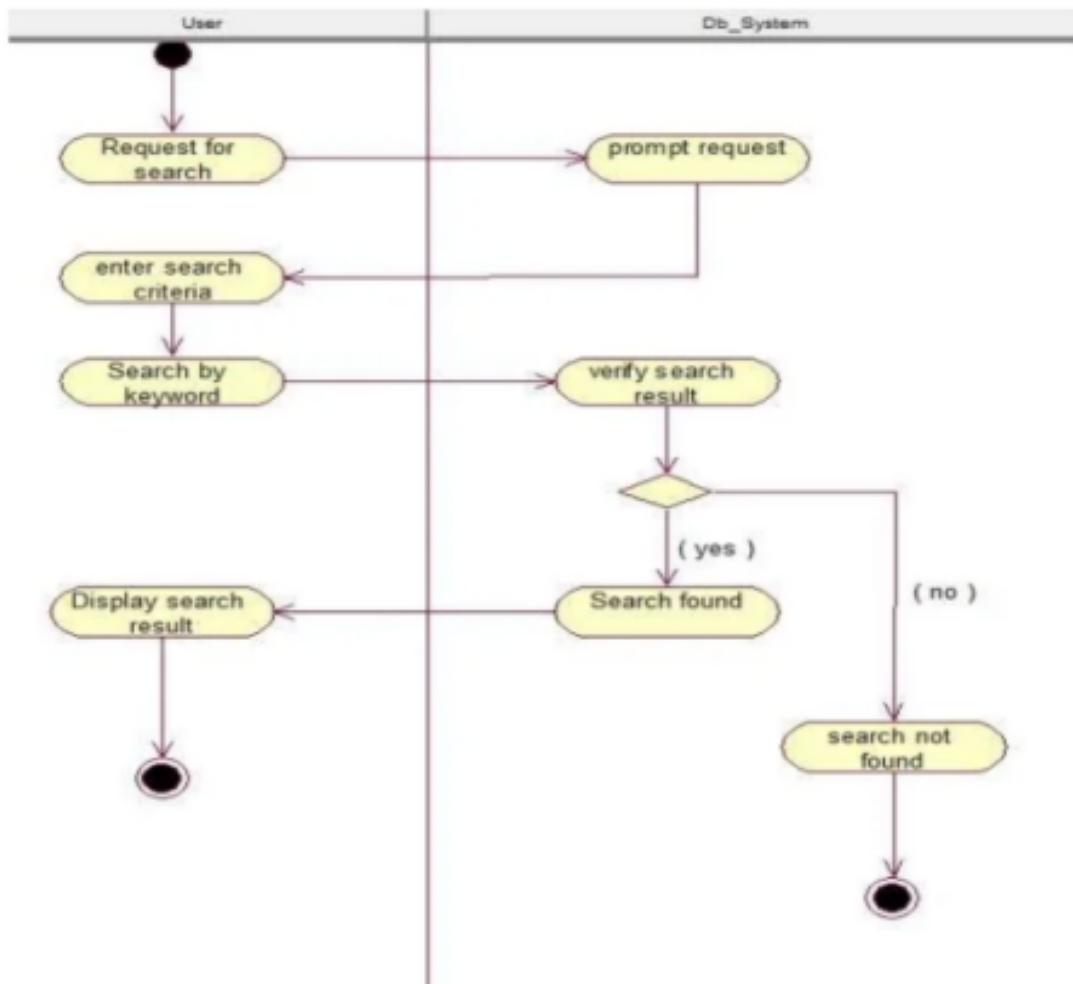 User
Db_System
Request for
search
prompt request
enter search
criteria
Search by
keyword
verify search
result
( yes )
Display search
result
Search found
( no )
search not
found